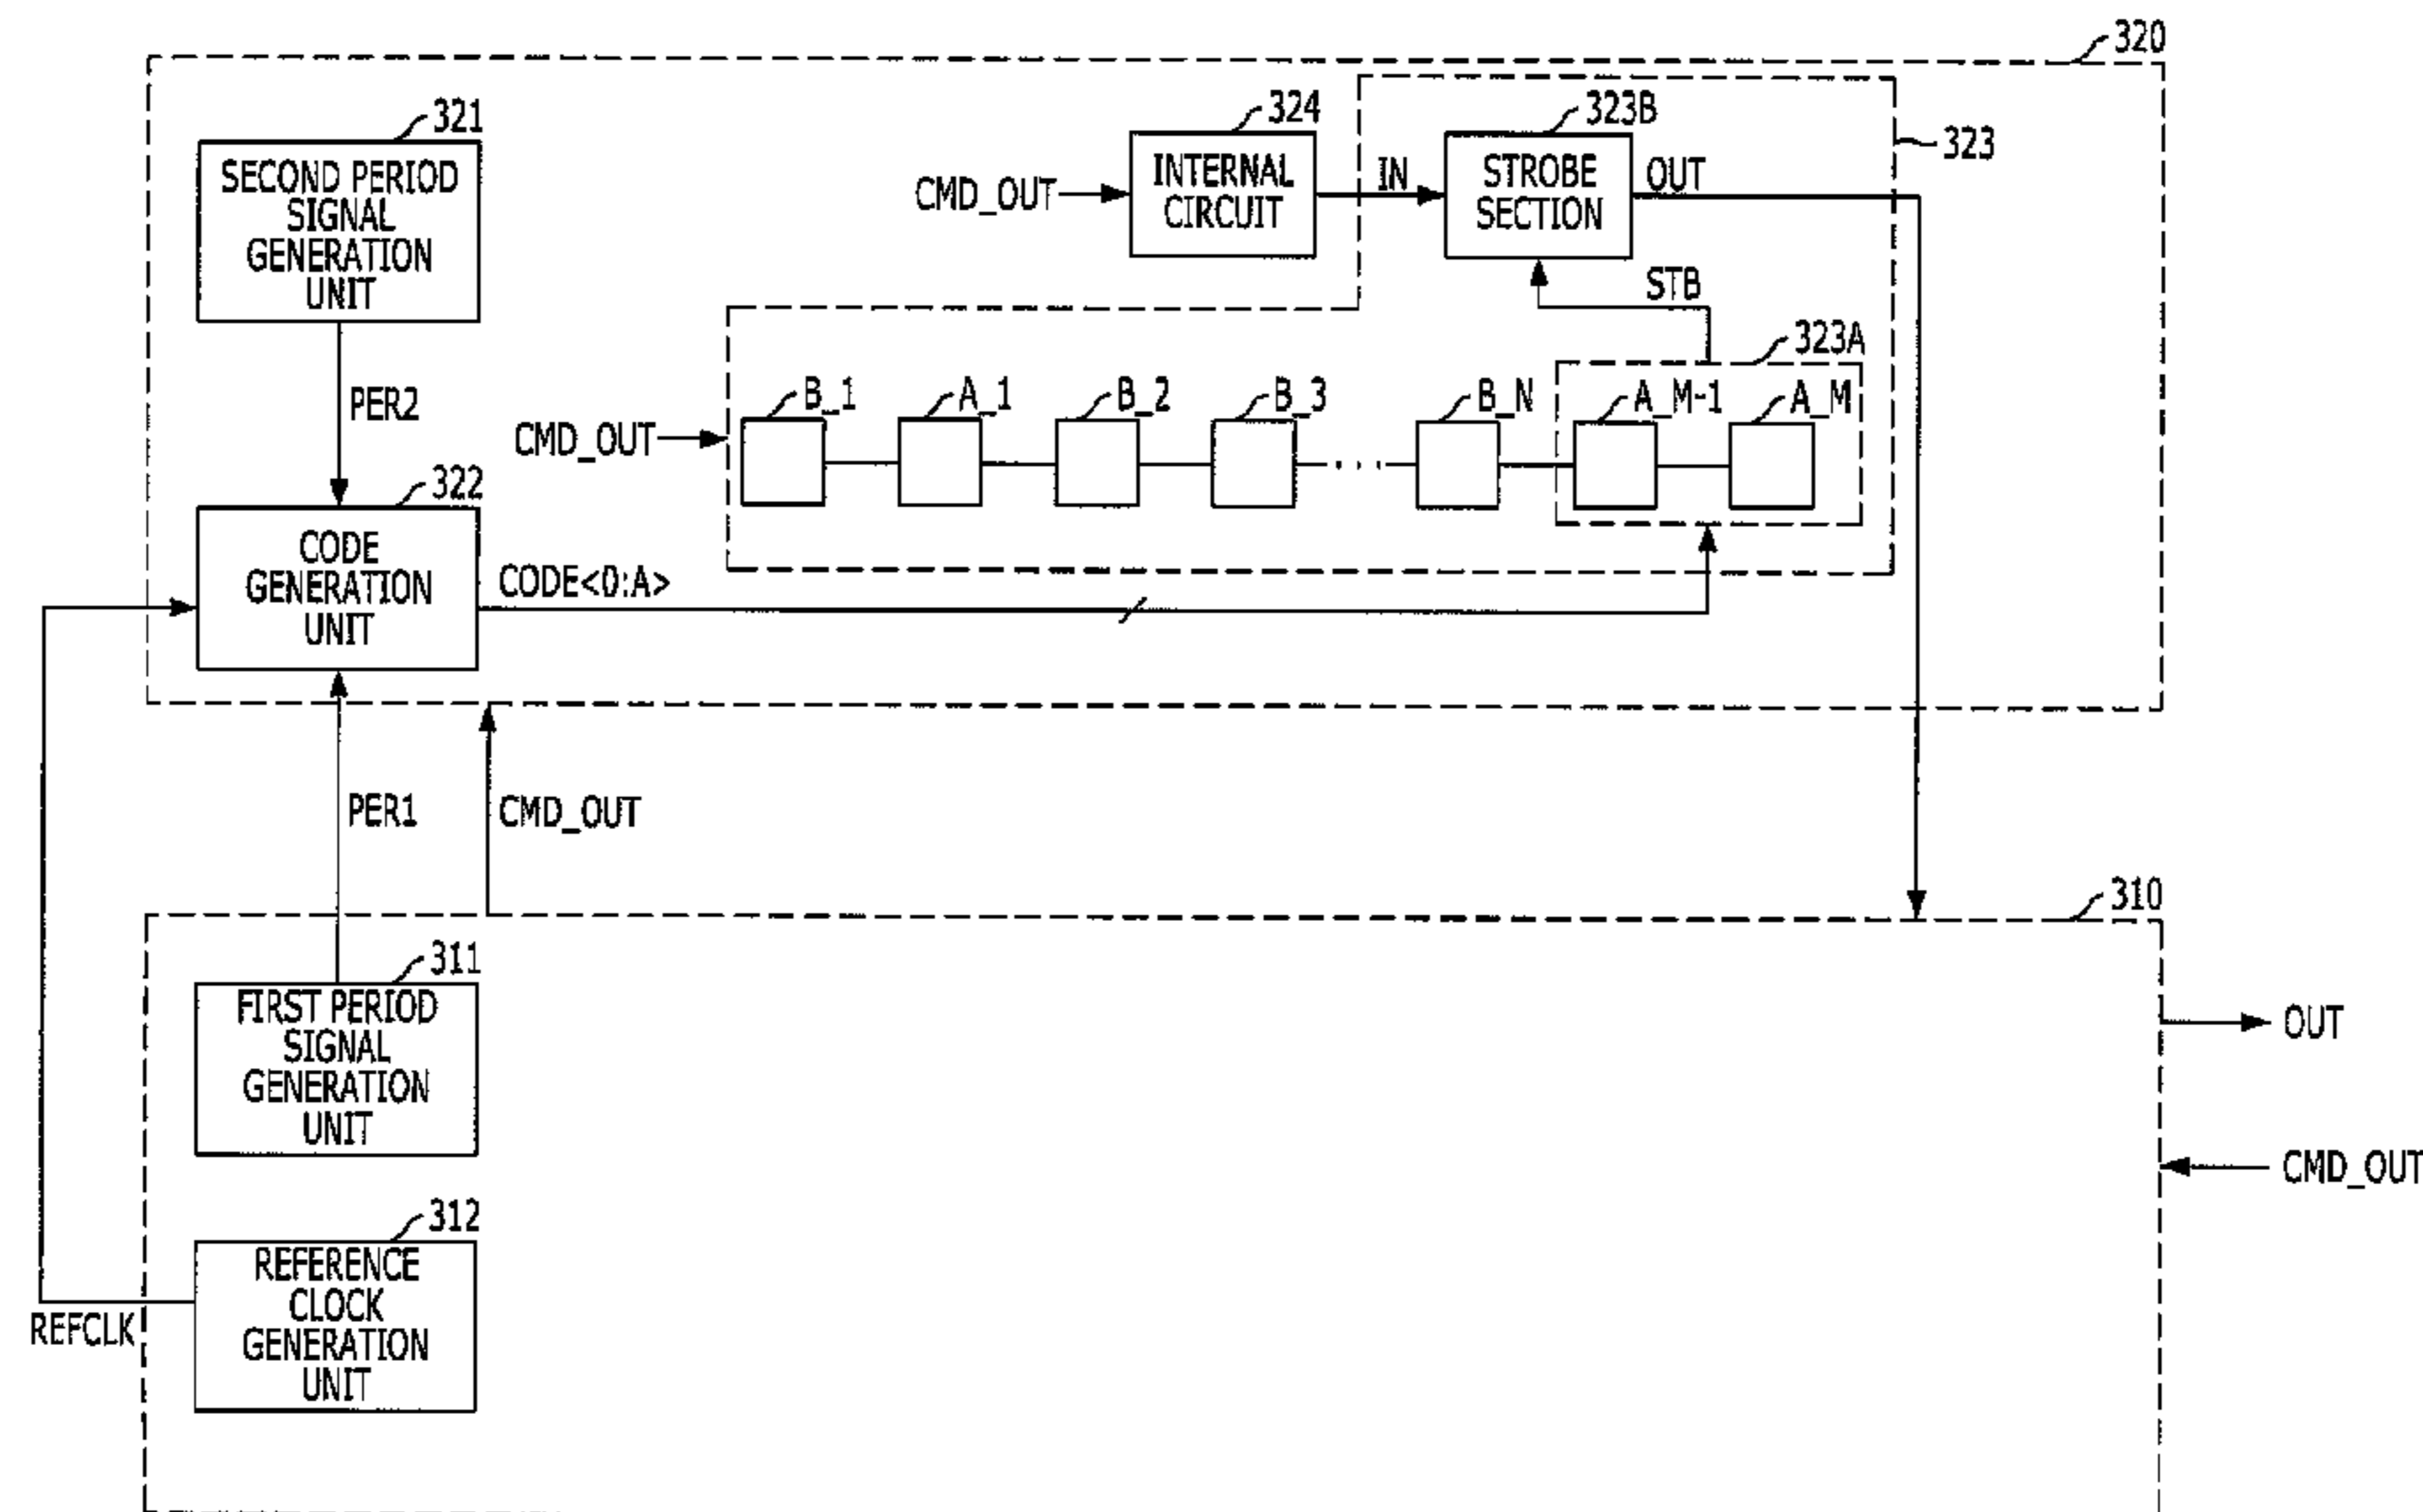 320
321
SECOND PERIOD
SIGNAL
GENERATION
UNIT
324
INTERNAL
CIRCUIT
CMD_OUT
IN
323B
STROBE
SECTION
OUT
323
STB
323A
PER2
CMD_OUT
B_1
A_1
B_2
B_3
. . .
B_N
A_M-1
A_M
322
CODE
GENERATION
UNIT
CODE<0:A>
PER1
CMD_OUT
310
311
FIRST PERIOD
SIGNAL
GENERATION
UNIT
OUT
CMD_OUT
312
REFERENCE
CLOCK
GENERATION
UNIT
REFCLK